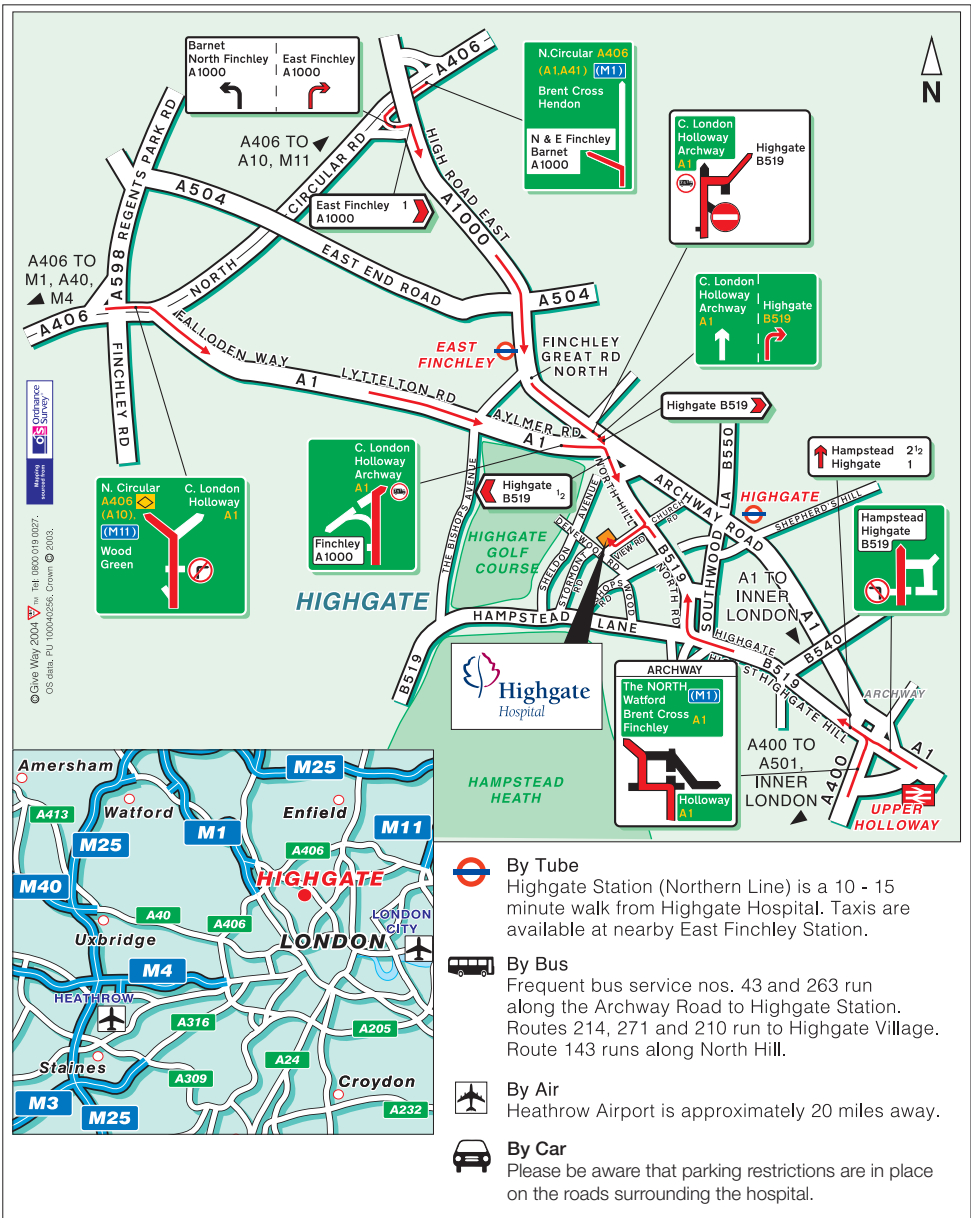 Barnet
North Finchley
A1000
East Finchley
A1000
A406
N.Circular A406
(A1,A41) (M1)
Brent Cross
Hendon
N & E Finchley
Barnet
A1000
N
C. London
Holloway
Archway
A1
Highgate
B519
A406 TO
A10, M11
REGENTS PARK RD
A598
A504
CIRCULAR RD
NORTH
HIGH ROAD EAST
A1000
East Finchley 1
A1000
EAST END ROAD
A504
A406 TO
M1, A40,
M4
A406
FALLODEN WAY
A1
LYTTELTON RD
FINCHLEY RD
EAST
FINCHLEY
FINCHLEY
GREAT RD
NORTH
C. London
Holloway
Archway
A1
Highgate
B519
AYLMER RD
A1
Highgate B519
B550
Hampstead 2½
Highgate 1
Ordnance
Survey
Mapping
sourced from
N. Circular
A406
(A10),
(M11)
Wood
Green
C. London
Holloway
A1
C. London
Holloway
Archway
A1
Finchley
A1000
Highgate ½
B519
THE BISHOPS AVENUE
HIGHGATE
GOLF
COURSE
NORTH HILL
AVENUE
DENEWOOD
RD
SHELDON
STORMONT
RD
VIEW RD
CHURCH
RD
ARCHWAY ROAD
HIGHGATE
SHEPHERD'S HILL
Hampstead
Highgate
B519
SOUTHWOOD LA
B519
NORTH RD
WOOD
HIGHGATE
HAMPSTEAD LANE
B519
A1 TO
INNER
LONDON
A1
B540
HIGHGATE
B519
HIGH ST HIGHGATE HILL
ARCHWAY
Highgate
Hospital
ARCHWAY
The NORTH
Watford (M1)
Brent Cross A1
Finchley
Holloway
A1
A400 TO
A501,
INNER
LONDON
A400
A1
UPPER
HOLLOWAY
HAMPSTEAD
HEATH
©Give Way 2004 TM Tel: 0800 019 0027.
OS data. PU 100040256. Crown © 2003.
Amersham
M25
Watford
Enfield
A413
M1
M11
M25
A406
HIGHGATE
M40
A40
A406
LONDON
CITY
Uxbridge
LONDON
M4
HEATHROW
A316
A205
Staines
A24
A309
Croydon
M3
M25
A232
By Tube
Highgate Station (Northern Line) is a 10 - 15
minute walk from Highgate Hospital. Taxis are
available at nearby East Finchley Station.
By Bus
Frequent bus service nos. 43 and 263 run
along the Archway Road to Highgate Station.
Routes 214, 271 and 210 run to Highgate Village.
Route 143 runs along North Hill.
By Air
Heathrow Airport is approximately 20 miles away.
By Car
Please be aware that parking restrictions are in place
on the roads surrounding the hospital.